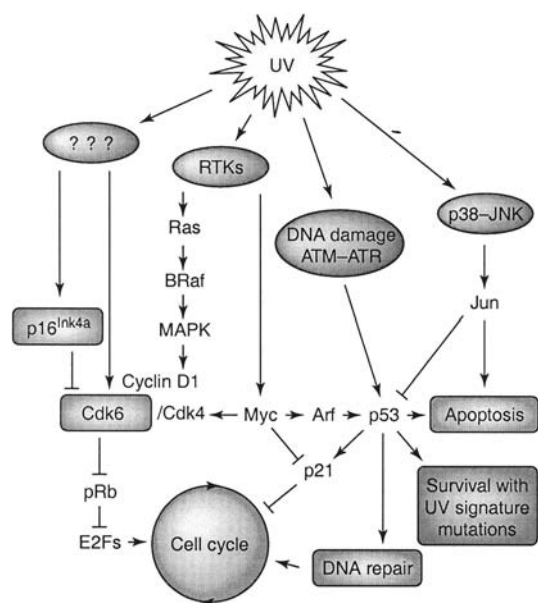 UV
? ? ?
RTKs
p38–JNK
Ras
DNA damage
ATM–ATR
BRaf
Jun
p16Ink4a
MAPK
Cyclin D1
Cdk6
/Cdk4
Myc
Arf
p53
Apoptosis
p21
pRb
Survival with
UV signature
mutations
E2Fs
Cell cycle
DNA repair